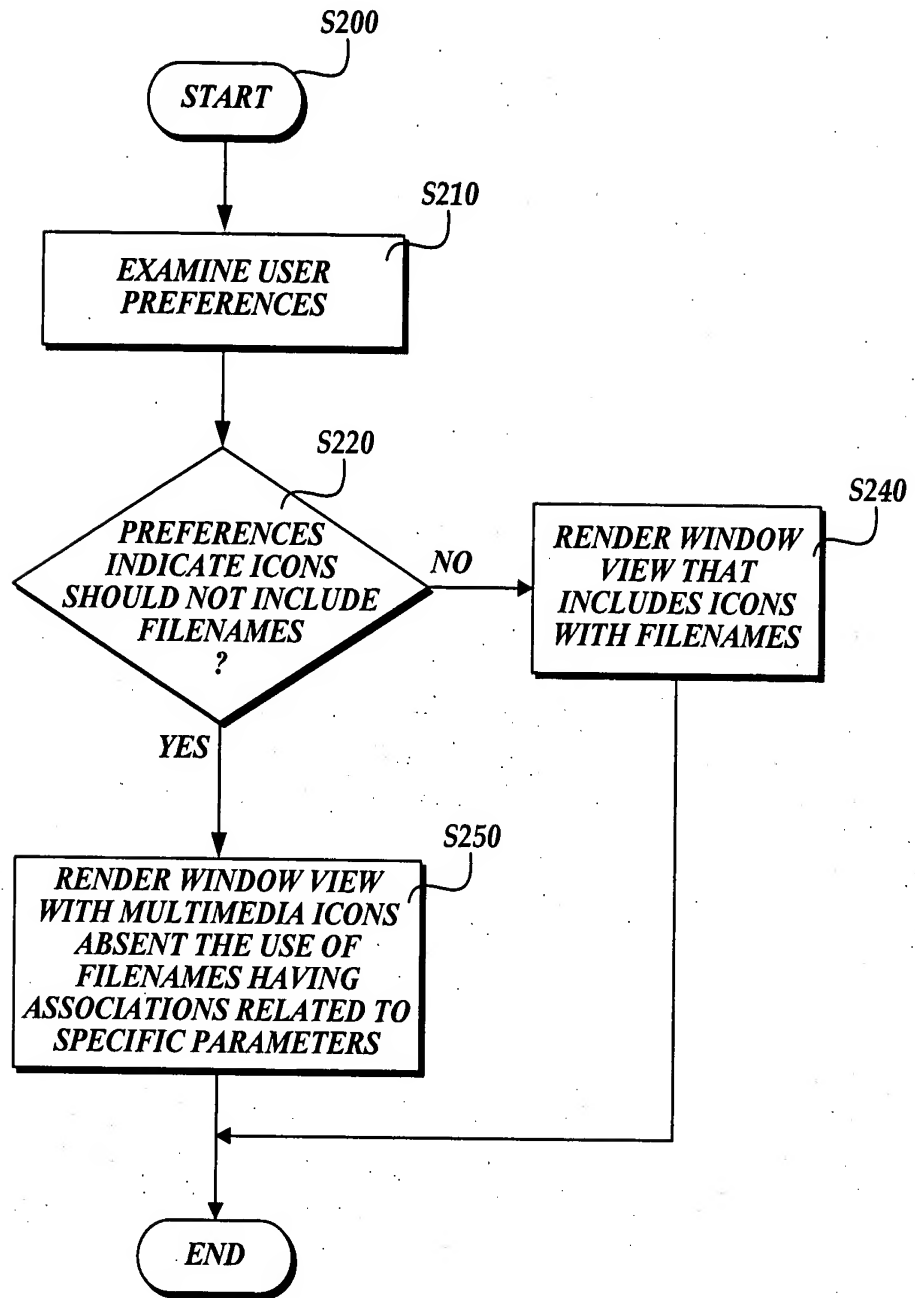 S200
START
S210
EXAMINE USER
PREFERENCES
S220
PREFERENCES
INDICATE ICONS
SHOULD NOT INCLUDE
FILENAMES
?
NO
S240
RENDER WINDOW
VIEW THAT
INCLUDES ICONS
WITH FILENAMES
YES
S250
RENDER WINDOW VIEW
WITH MULTIMEDIA ICONS
ABSENT THE USE OF
FILENAMES HAVING
ASSOCIATIONS RELATED TO
SPECIFIC PARAMETERS
END